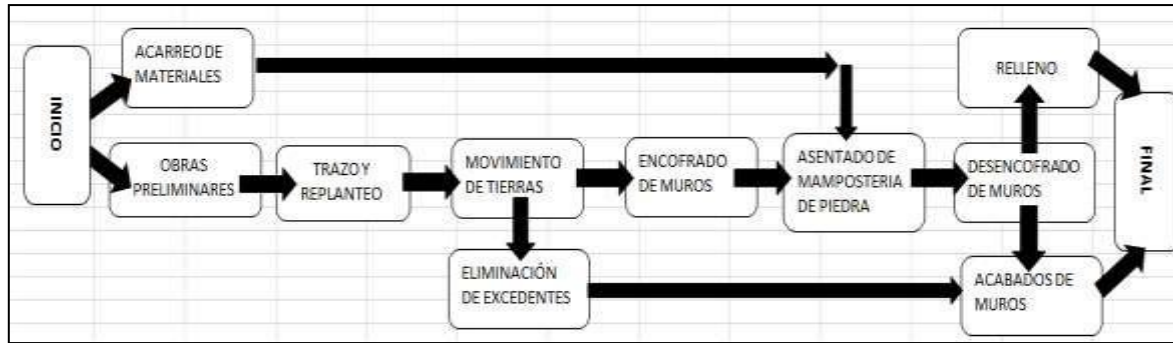 INICIO
ACARREO DE
MATERIALES
OBRAS
PRELIMINARES
TRAZO Y
REPLANTEO
MOVIMIENTO
DE TIERRAS
ELIMINACIÓN
DE EXCEDENTES
ENCOFRADO
DE MUROS
ASENTADO DE
MAMPOSTERIA
DE PIEDRA
DESENCOFRADO
DE MUROS
RELLENO
ACABADOS DE
MUROS
FINAL